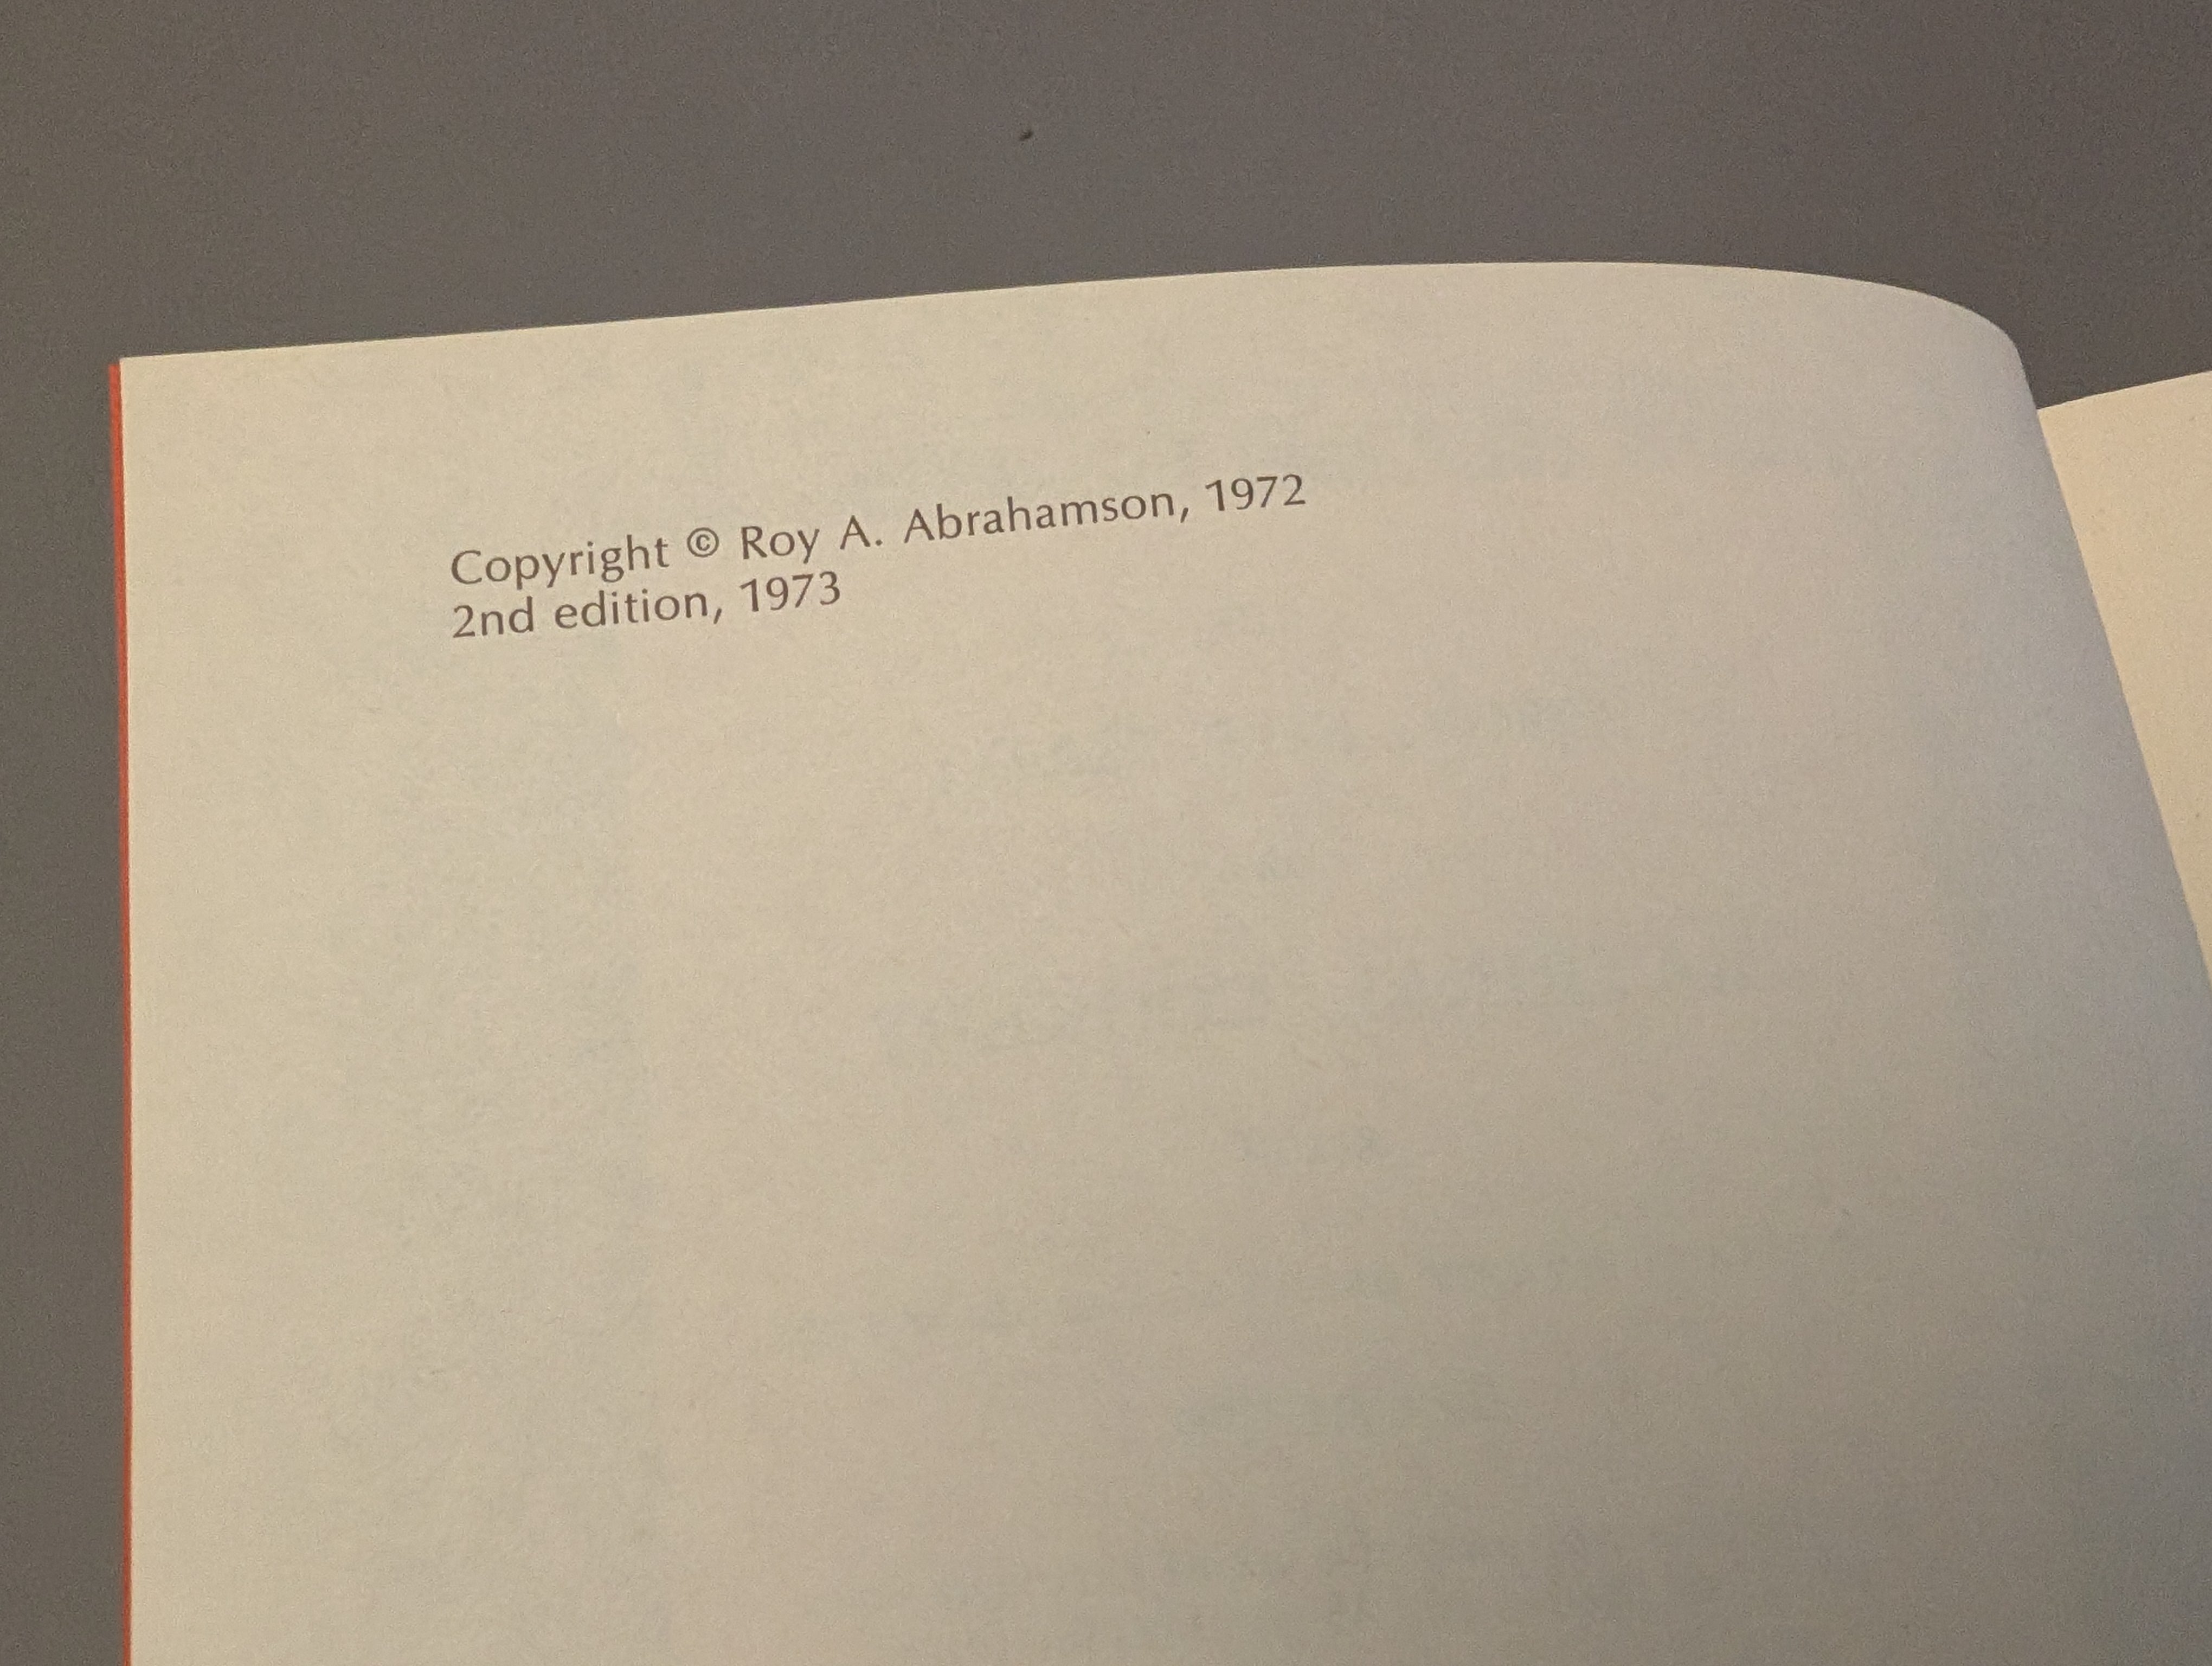 Copyright © Roy A. Abrahamson, 1972
2nd edition, 1973